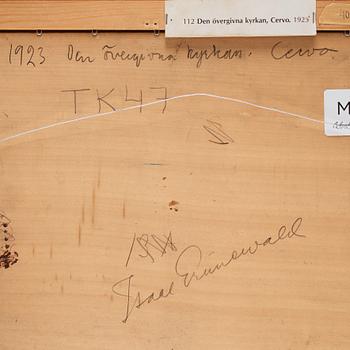 112 Den övergivna kyrkan, Cervo. 1923
1923 Den övergivna kyrkan. Cervo.
TK47
M
Isaac Grünewald